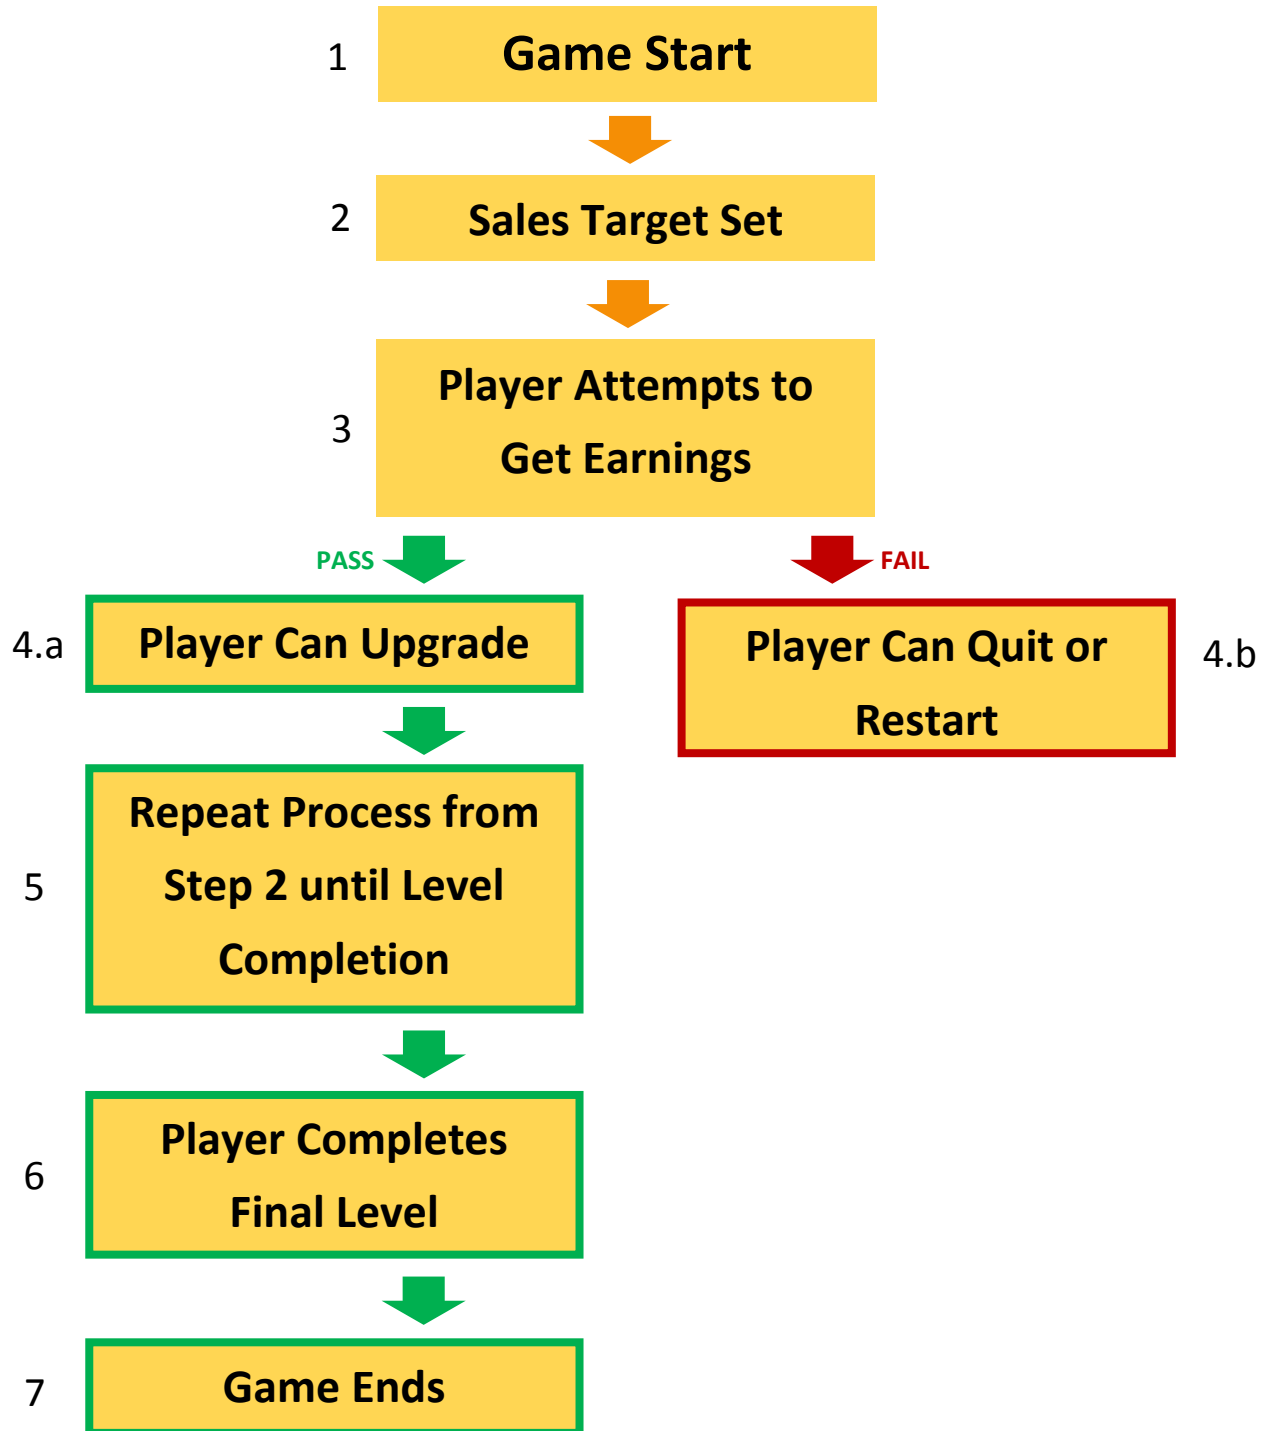 1
Game Start
2
Sales Target Set
3
Player Attempts to
Get Earnings
PASS
FAIL
4.a
Player Can Upgrade
Player Can Quit or
Restart
4.b
5
Repeat Process from
Step 2 until Level
Completion
6
Player Completes
Final Level
7
Game Ends